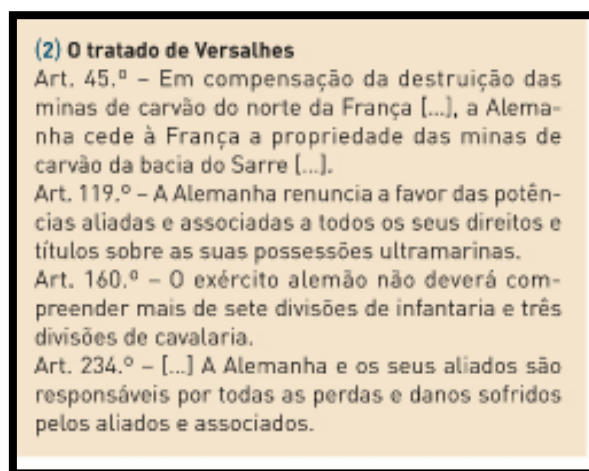 (2) O tratado de Versalhes
Art. 45.º – Em compensação da destruição das
minas de carvão do norte da França [...], a Alema-
nha cede à França a propriedade das minas de
carvão da bacia do Sarre [...].
Art. 119.º – A Alemanha renuncia a favor das potên-
cias aliadas e associadas a todos os seus direitos e
títulos sobre as suas possessões ultramarinas.
Art. 160.º – O exército alemão não deverá com-
preender mais de sete divisões de infantaria e três
divisões de cavalaria.
Art. 234.º – [...] A Alemanha e os seus aliados são
responsáveis por todas as perdas e danos sofridos
pelos aliados e associados.